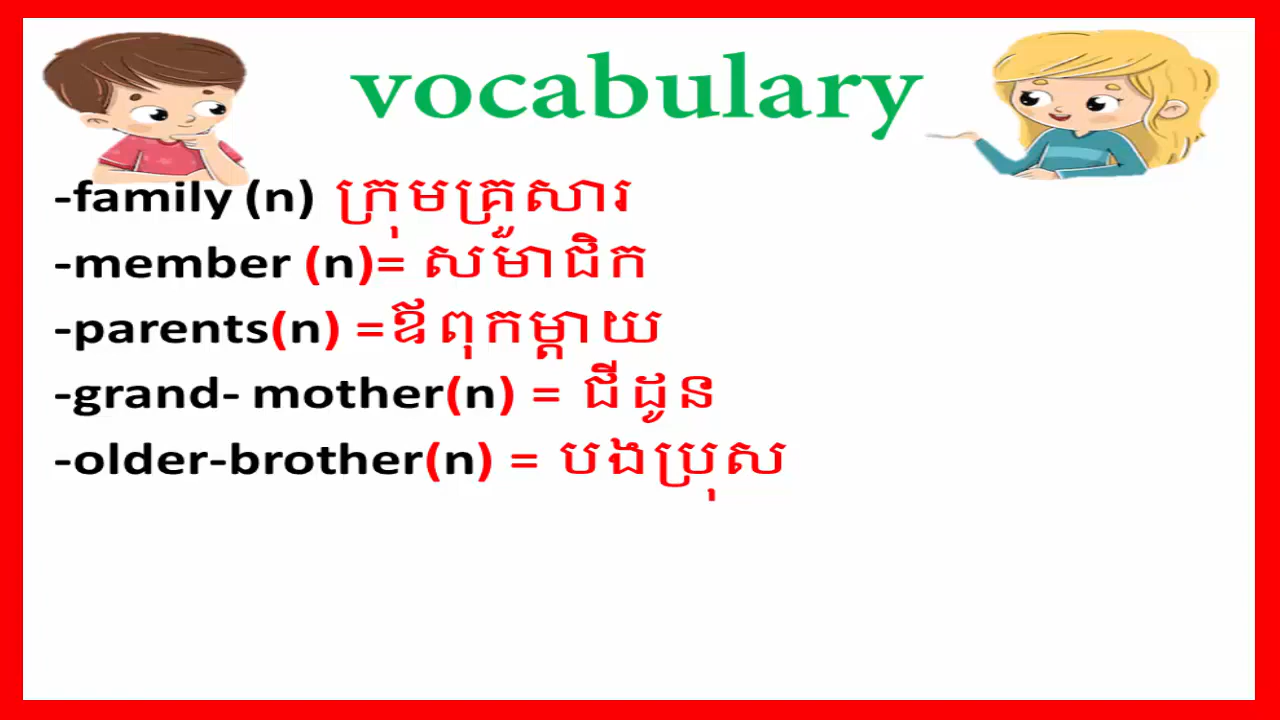 vocabulary
-family (n) ក្រុមគ្រួសារ
-member (n)= សមាជិក
-parents(n) =ឪពុកម្តាយ
-grand- mother(n) = ជីដូន
-older-brother(n) = បងប្រុស